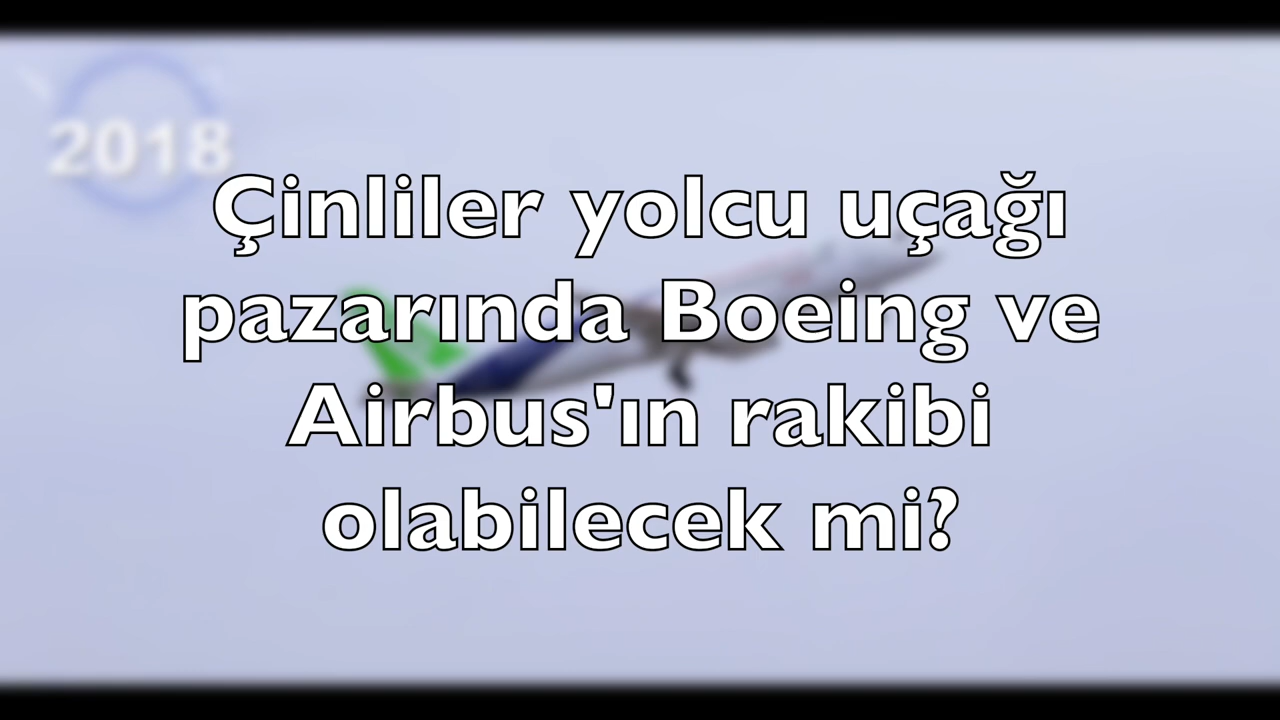 2018
Çinliler yolcu uçağı
pazarında Boeing ve
Airbus'ın rakibi
olabilecek mi?